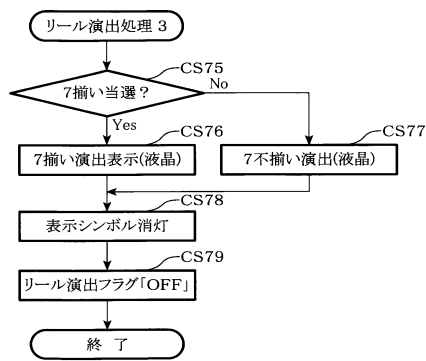 リール演出処理3
CS75
7揃い当選?
No
Yes
CS76
CS77
7揃い演出表示(液晶)
7不揃い演出(液晶)
CS78
表示シンボル消灯
CS79
リール演出フラグ「OFF」
終 了